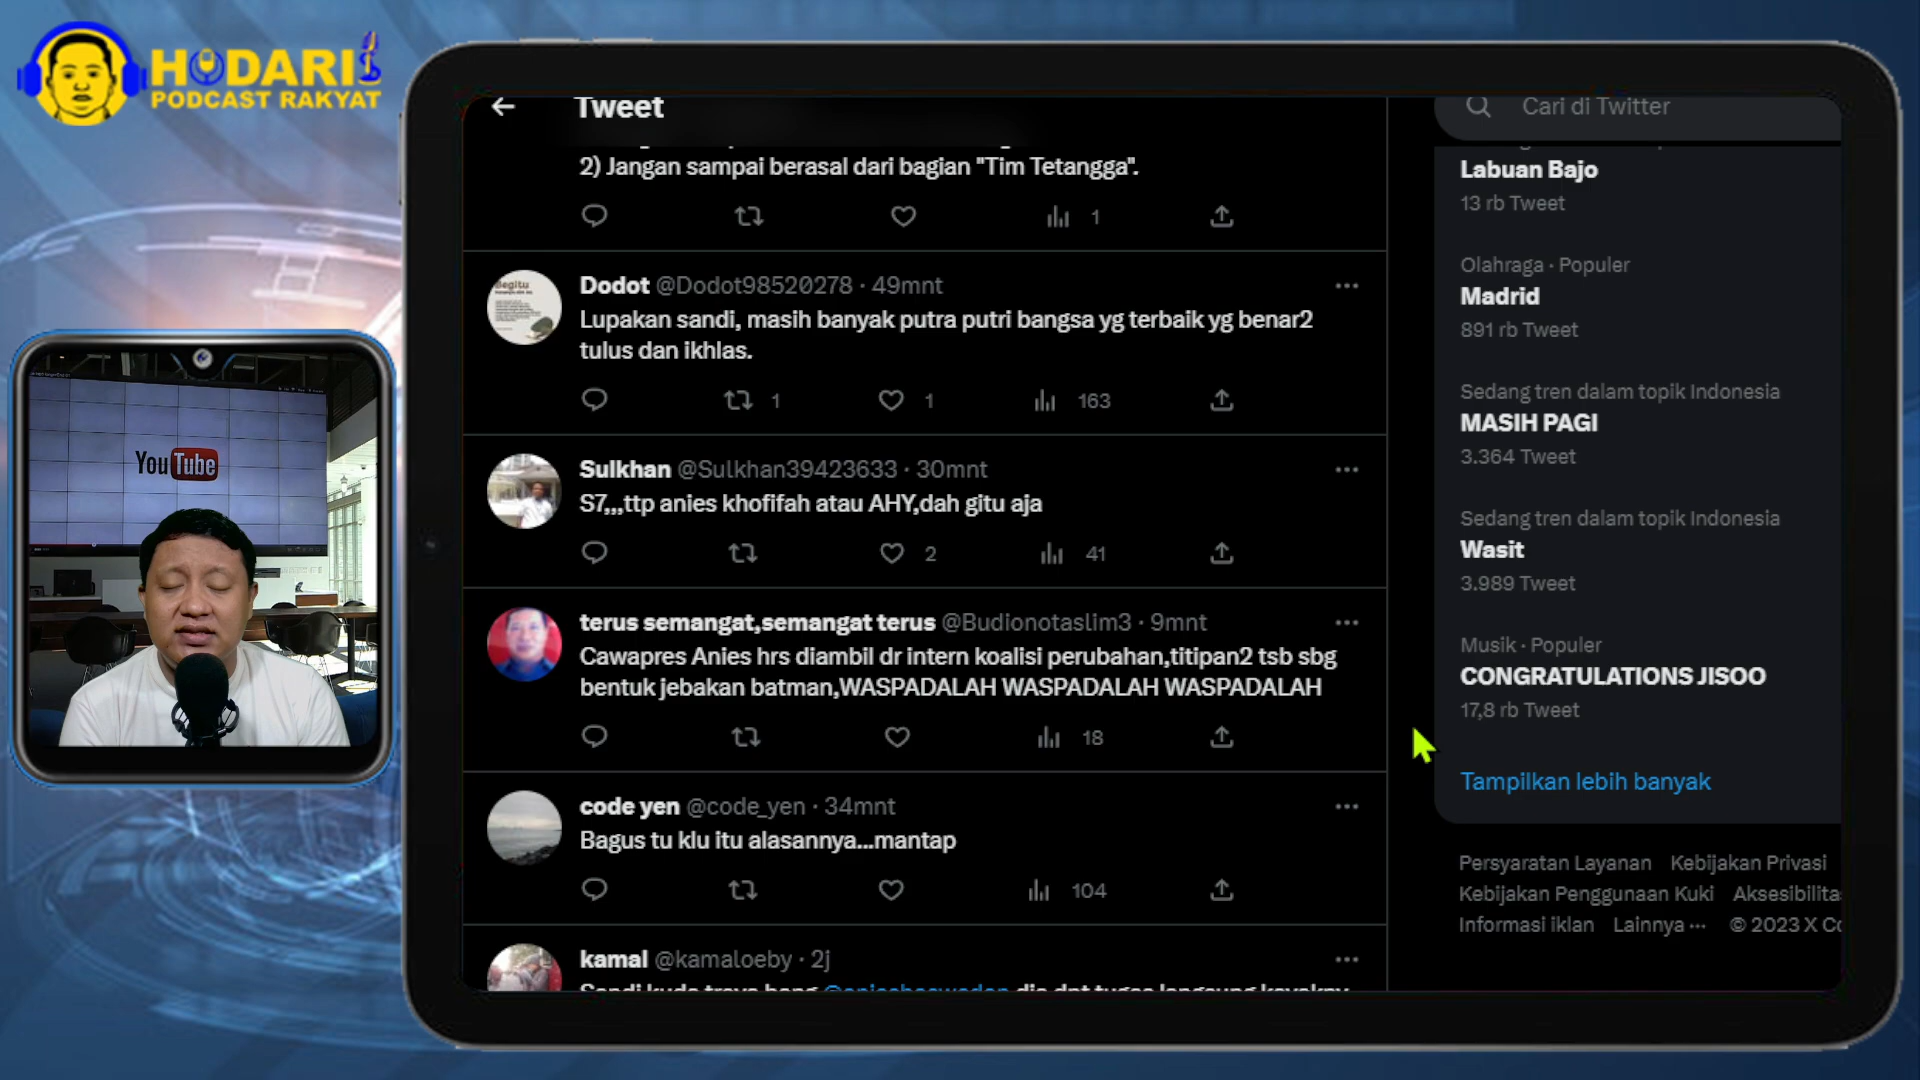 HODARI
PODCAST RAKYAT
YouTube
Tweet
2) Jangan sampai berasal dari bagian "Tim Tetangga".
1
Begitu
Dodot @Dodot98520278 · 49mnt
Lupakan sandi, masih banyak putra putri bangsa yg terbaik yg benar2
tulus dan ikhlas.
1 1 163
Sulkhan @Sulkhan39423633 · 30mnt
S7,,,ttp anies khofifah atau AHY,dah gitu aja
2 41
terus semangat,semangat terus @Budionotaslim3 · 9mnt
Cawapres Anies hrs diambil dr intern koalisi perubahan,titipan2 tsb sbg
bentuk jebakan batman,WASPADALAH WASPADALAH WASPADALAH
18
code yen @code_yen · 34mnt
Bagus tu klu itu alasannya...mantap
104
kamal @kamaloeby · 2j
Cari di Twitter
Labuan Bajo
13 rb Tweet
Olahraga · Populer
Madrid
891 rb Tweet
Sedang tren dalam topik Indonesia
MASIH PAGI
3.364 Tweet
Sedang tren dalam topik Indonesia
Wasit
3.989 Tweet
Musik · Populer
CONGRATULATIONS JISOO
17,8 rb Tweet
Tampilkan lebih banyak
Persyaratan Layanan Kebijakan Privasi
Kebijakan Penggunaan Kuki
Informasi iklan Lainnya ··· © 2023 X